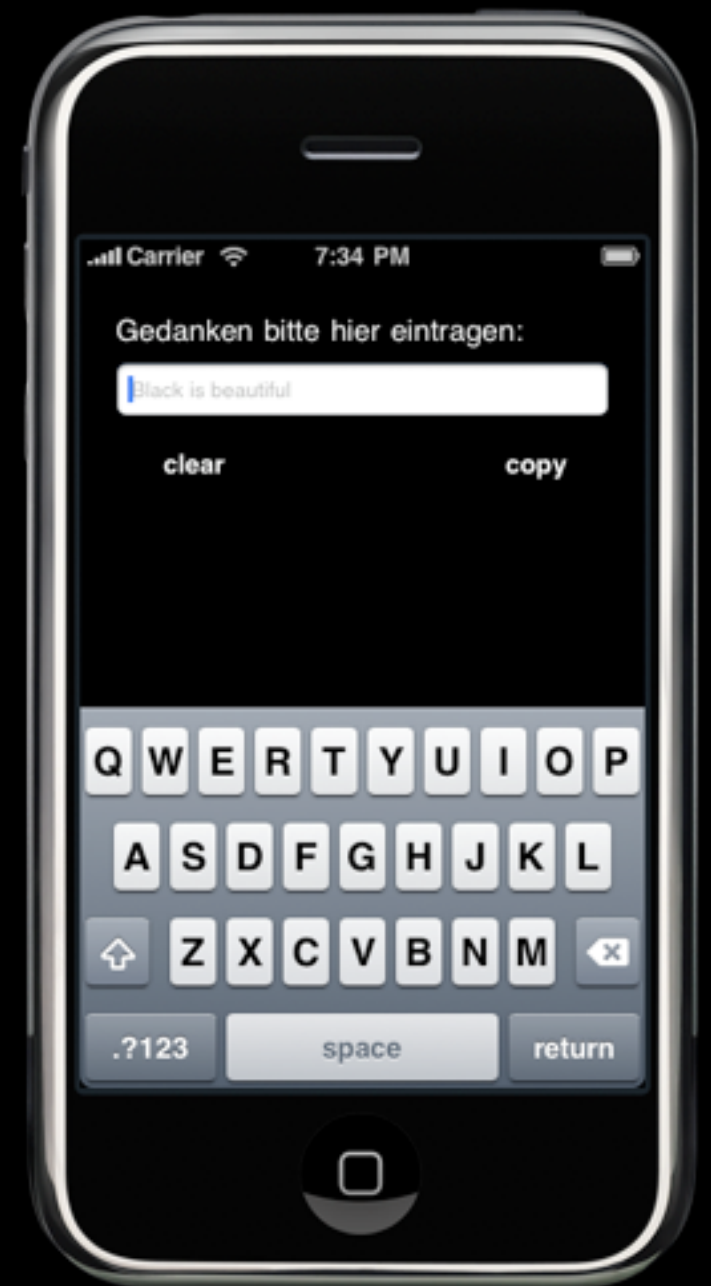 Carrier 7:34 PM
Gedanken bitte hier eintragen:
Black is beautiful
clear copy
Q W E R T Y U I O P
A S D F G H J K L
Z X C V B N M
.?123 space return